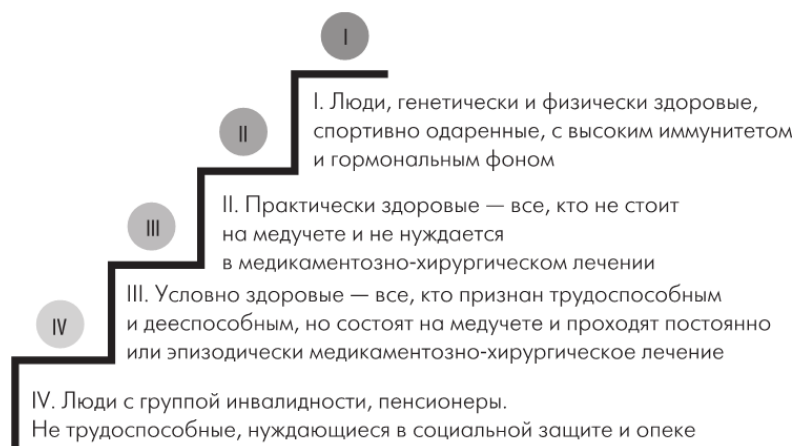 I
I. Люди, генетически и физически здоровые,
спортивно одаренные, с высоким иммунитетом
и гормональным фоном
II
II. Практически здоровые — все, кто не стоит
на медучете и не нуждается
в медикаментозно-хирургическом лечении
III
III. Условно здоровые — все, кто признан трудоспособным
и дееспособным, но состоят на медучете и проходят постоянно
или эпизодически медикаментозно-хирургическое лечение
IV
IV. Люди с группой инвалидности, пенсионеры.
Не трудоспособные, нуждающиеся в социальной защите и опеке